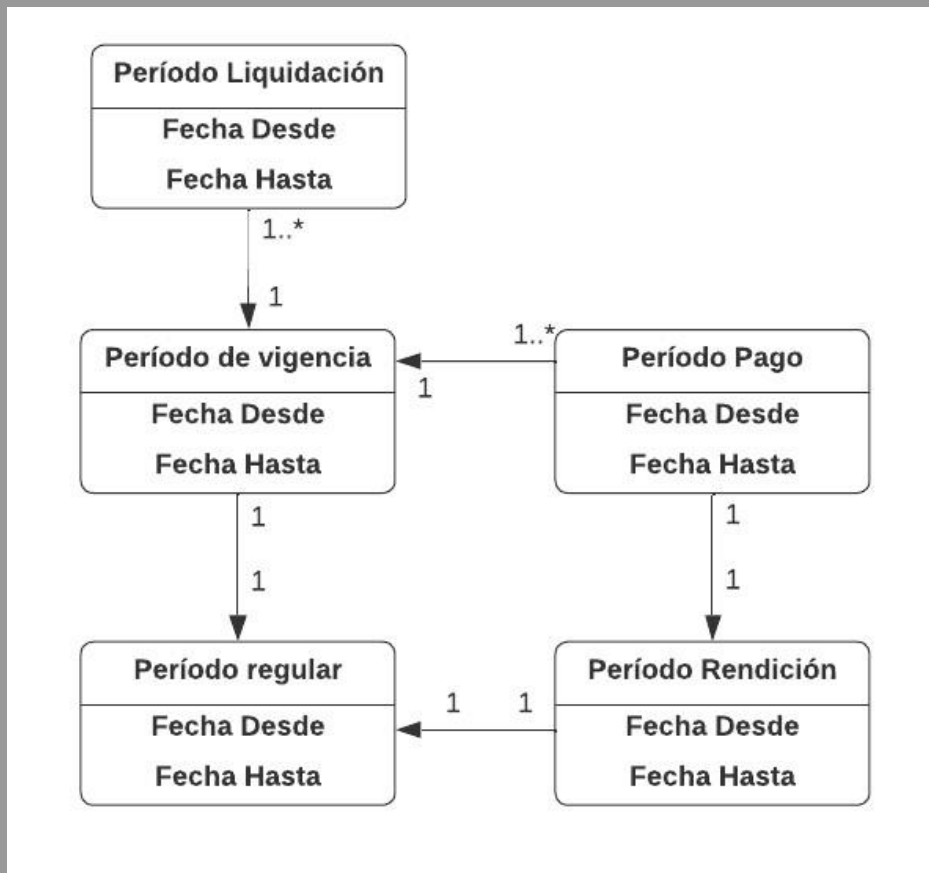 Período Liquidación
Fecha Desde
Fecha Hasta
1..*
1
Período de vigencia
Fecha Desde
Fecha Hasta
1..*
1
Período Pago
Fecha Desde
Fecha Hasta
1
1
1
1
Período regular
Fecha Desde
Fecha Hasta
1
1
Período Rendición
Fecha Desde
Fecha Hasta